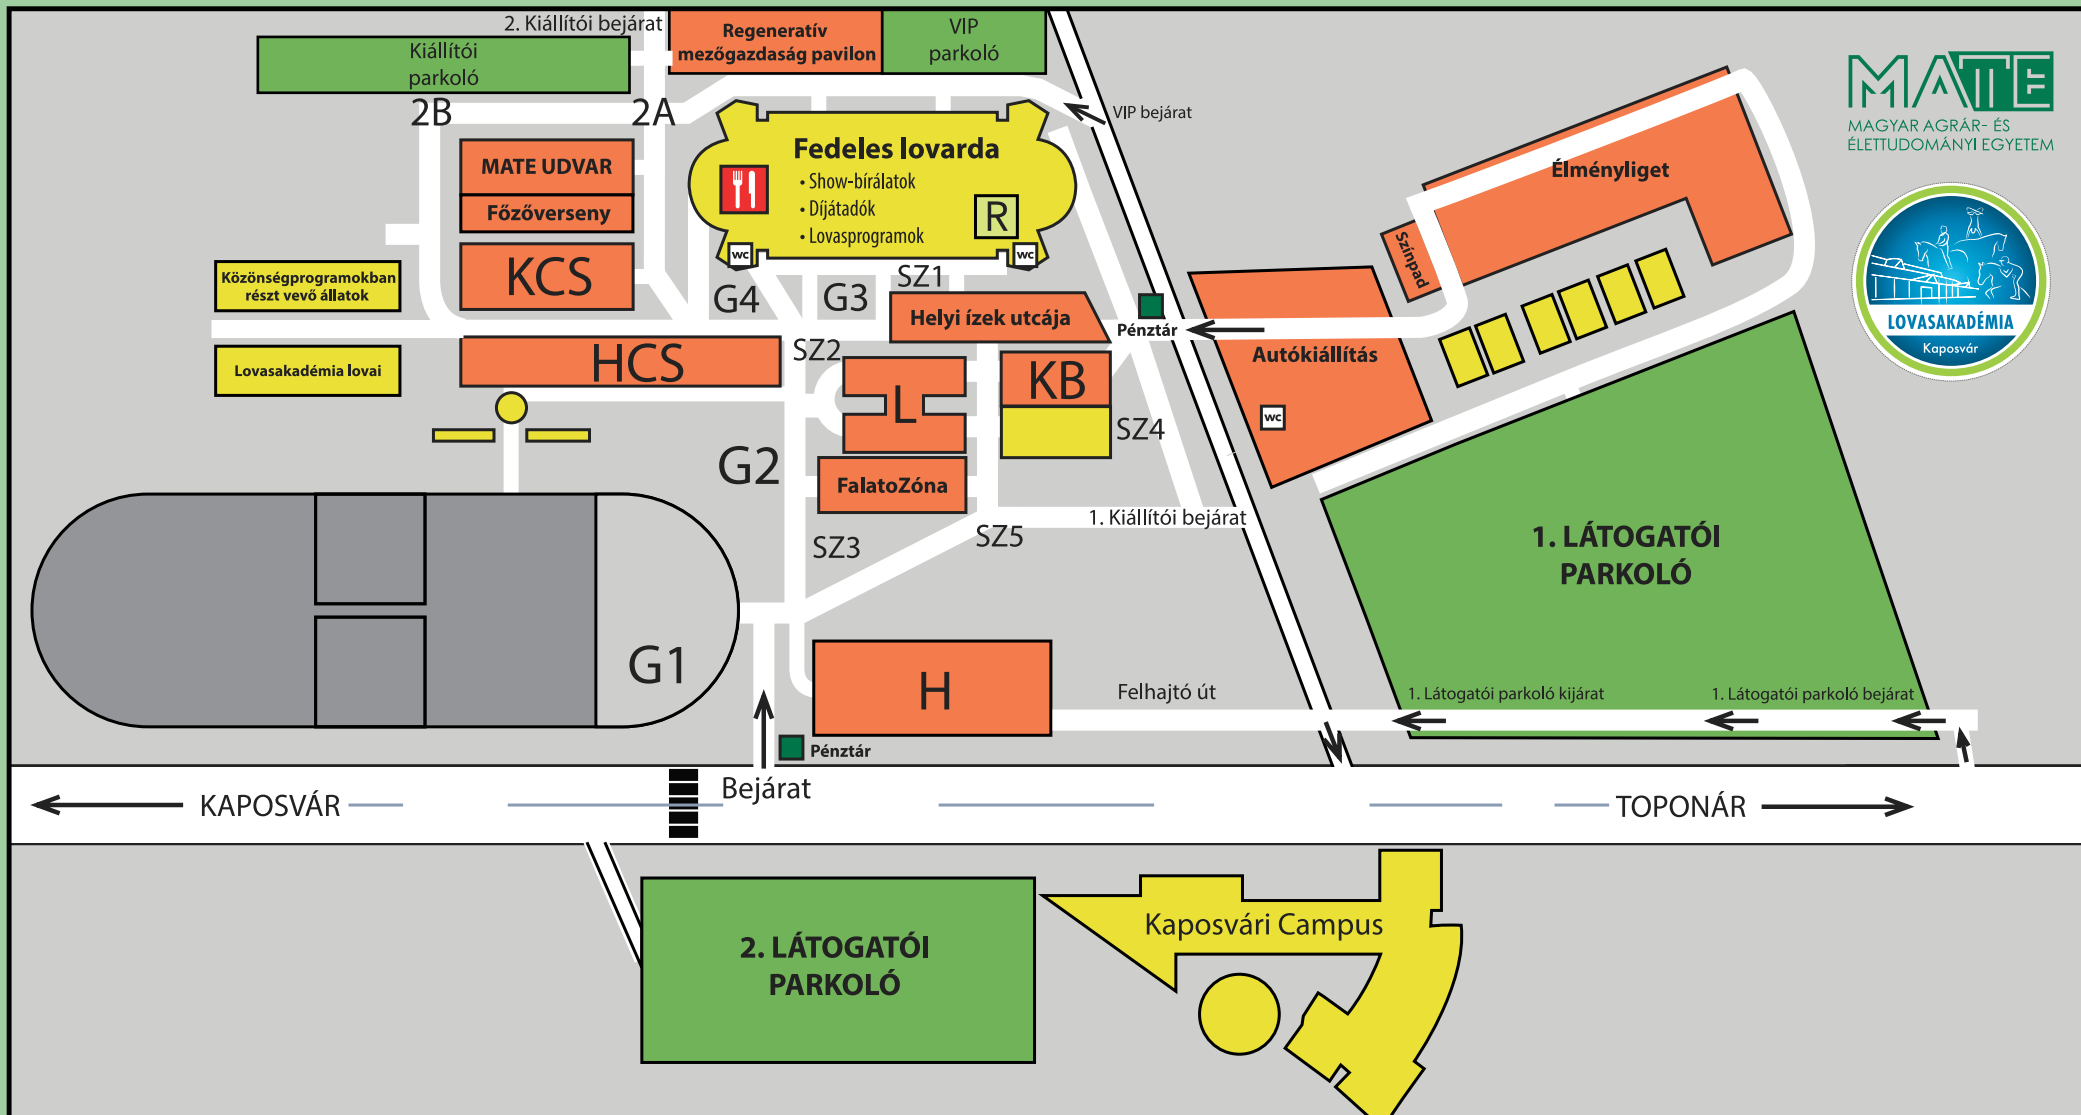 2. Kiállítói bejárat
Regeneratív
mezőgazdaság pavilon
VIP
parkoló
Kiállítói
parkoló
2B
2A
VIP bejárat
MATE
MAGYAR AGRÁR- ÉS
ÉLETTUDOMÁNYI EGYETEM
MATE UDVAR
Főzőverseny
KCS
Fedeles lovarda
• Show-bírálatok
• Díjátadók
• Lovasprogramok
R
WC
WC
Élményliget
Színpad
LOVASAKADÉMIA
Kaposvár
Közönségprogramokban
részt vevő állatok
G4
G3
SZ1
Helyi ízek utcája
Pénztár
Autókiállítás
WC
Lovasakadémia lovai
HCS
SZ2
L
KB
SZ4
G2
FalatoZóna
SZ3
SZ5
1. Kiállítói bejárat
1. LÁTOGATÓI
PARKOLÓ
G1
H
Felhajtó út
1. Látogatói parkoló kijárat
1. Látogatói parkoló bejárat
Pénztár
Bejárat
KAPOSVÁR
TOPONÁR
2. LÁTOGATÓI
PARKOLÓ
Kaposvári Campus